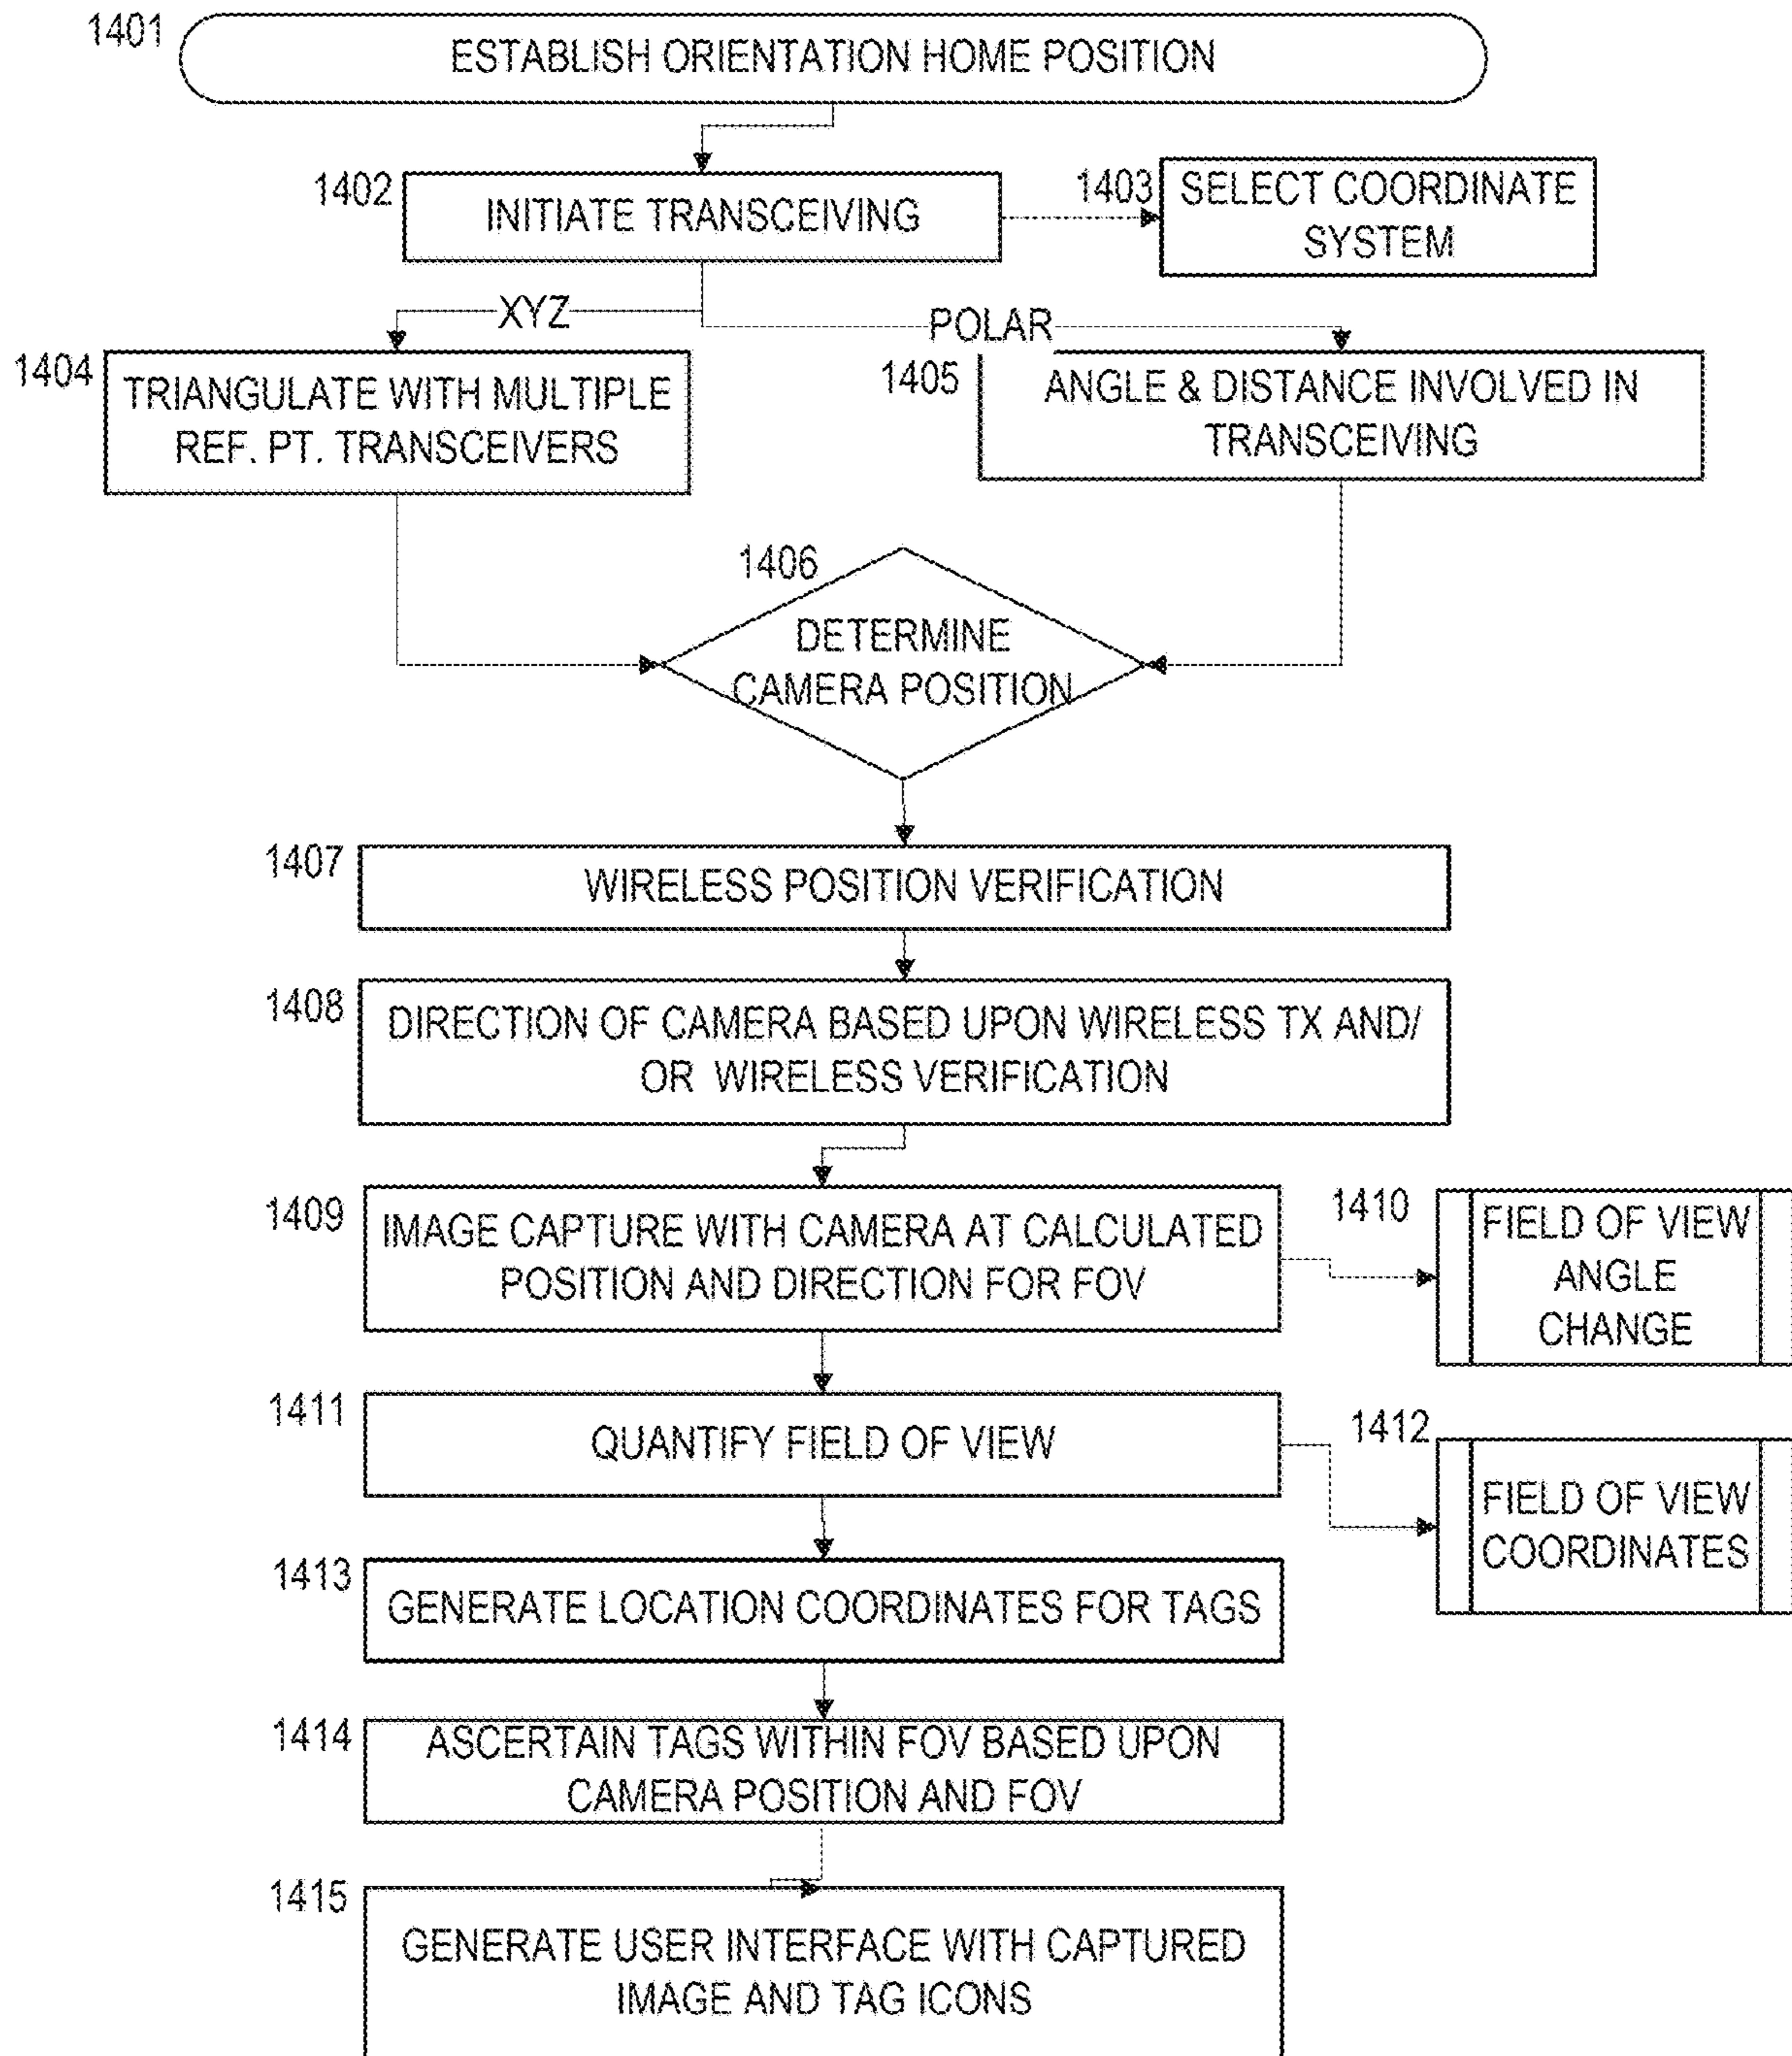 1401
ESTABLISH ORIENTATION HOME POSITION
1402
INITIATE TRANSCEIVING
1403
SELECT COORDINATE
SYSTEM
XYZ
POLAR
1404
TRIANGULATE WITH MULTIPLE
REF. PT. TRANSCEIVERS
1405
ANGLE & DISTANCE INVOLVED IN
TRANSCEIVING
1406
DETERMINE
CAMERA POSITION
1407
WIRELESS POSITION VERIFICATION
1408
DIRECTION OF CAMERA BASED UPON WIRELESS TX AND/
OR WIRELESS VERIFICATION
1409
IMAGE CAPTURE WITH CAMERA AT CALCULATED
POSITION AND DIRECTION FOR FOV
1410
FIELD OF VIEW
ANGLE
CHANGE
1411
QUANTIFY FIELD OF VIEW
1412
FIELD OF VIEW
COORDINATES
1413
GENERATE LOCATION COORDINATES FOR TAGS
1414
ASCERTAIN TAGS WITHIN FOV BASED UPON
CAMERA POSITION AND FOV
1415
GENERATE USER INTERFACE WITH CAPTURED
IMAGE AND TAG ICONS